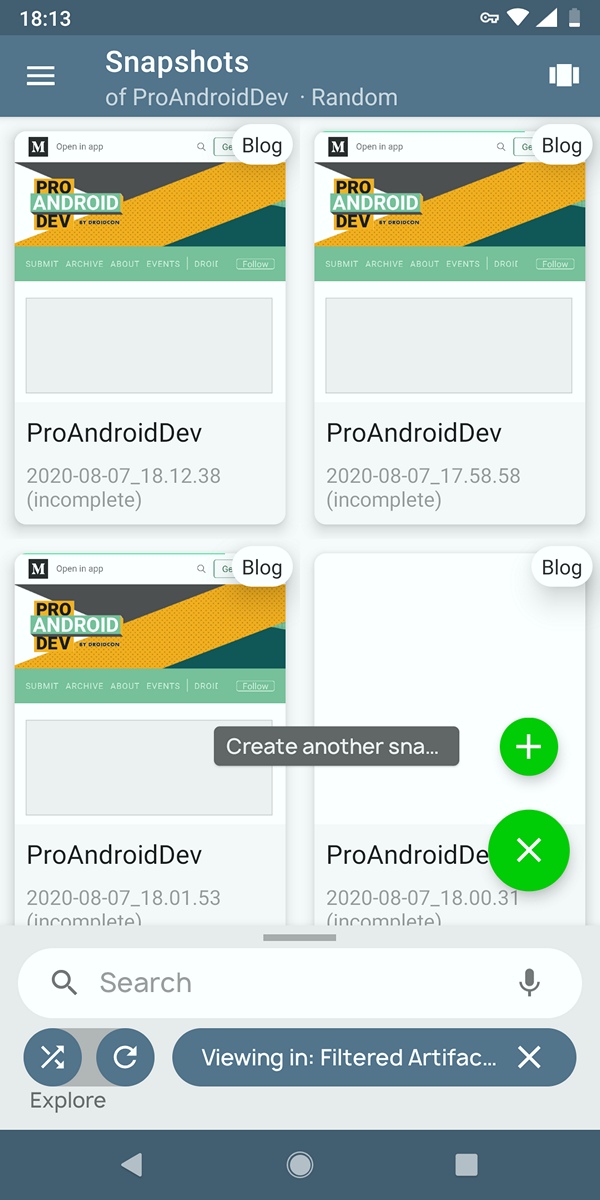 18:13
Snapshots
of ProAndroidDev · Random
M Open in app Ge Blog
PRO
ANDROID
DEV BY DROIDCON
SUBMIT ARCHIVE ABOUT EVENTS | DROI Follow
ProAndroidDev
2020-08-07_18.12.38
(incomplete)
M Open in app Ge Blog
PRO
ANDROID
DEV BY DROIDCON
SUBMIT ARCHIVE ABOUT EVENTS | DROI Follow
ProAndroidDev
2020-08-07_17.58.58
(incomplete)
M Open in app Ge Blog
PRO
ANDROID
DEV BY DROIDCON
SUBMIT ARCHIVE ABOUT EVENTS | DROI Follow
ProAndroidDev
2020-08-07_18.01.53
(incomplete)
Blog
Create another sna...
ProAndroidDe
2020-08-07_18.00.31
(incomplete)
Search
Viewing in: Filtered Artifac...
Explore